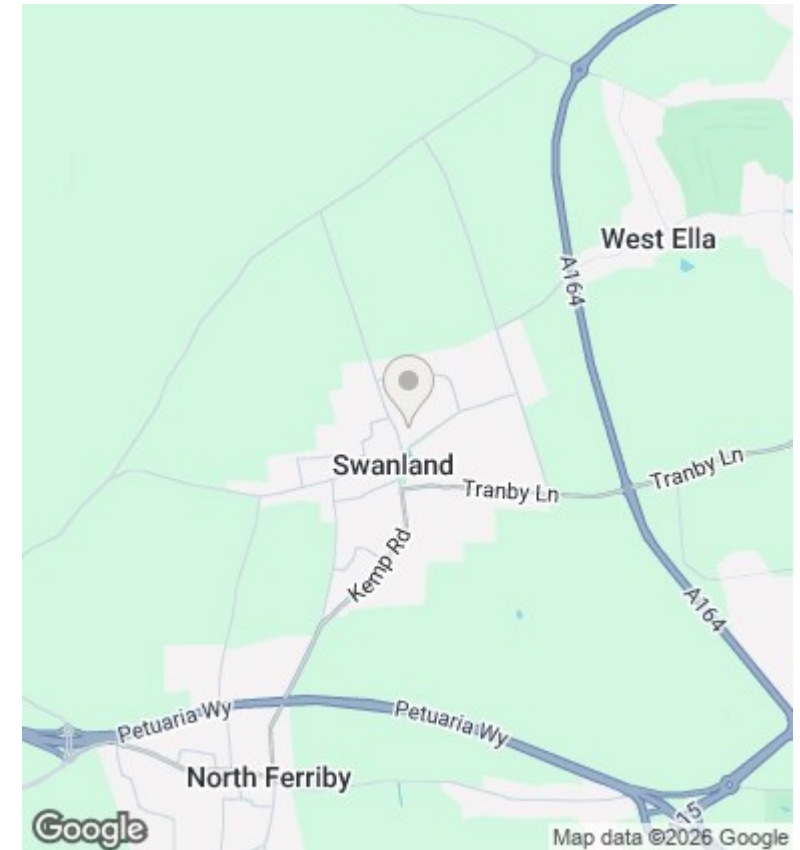 West Ella
A164
Swanland
Tranby Ln
Tranby Ln
Kemp Rd
A164
Petuaria Wy
Petuaria Wy
North Ferriby
A15
Google
Map data ©2026 Google